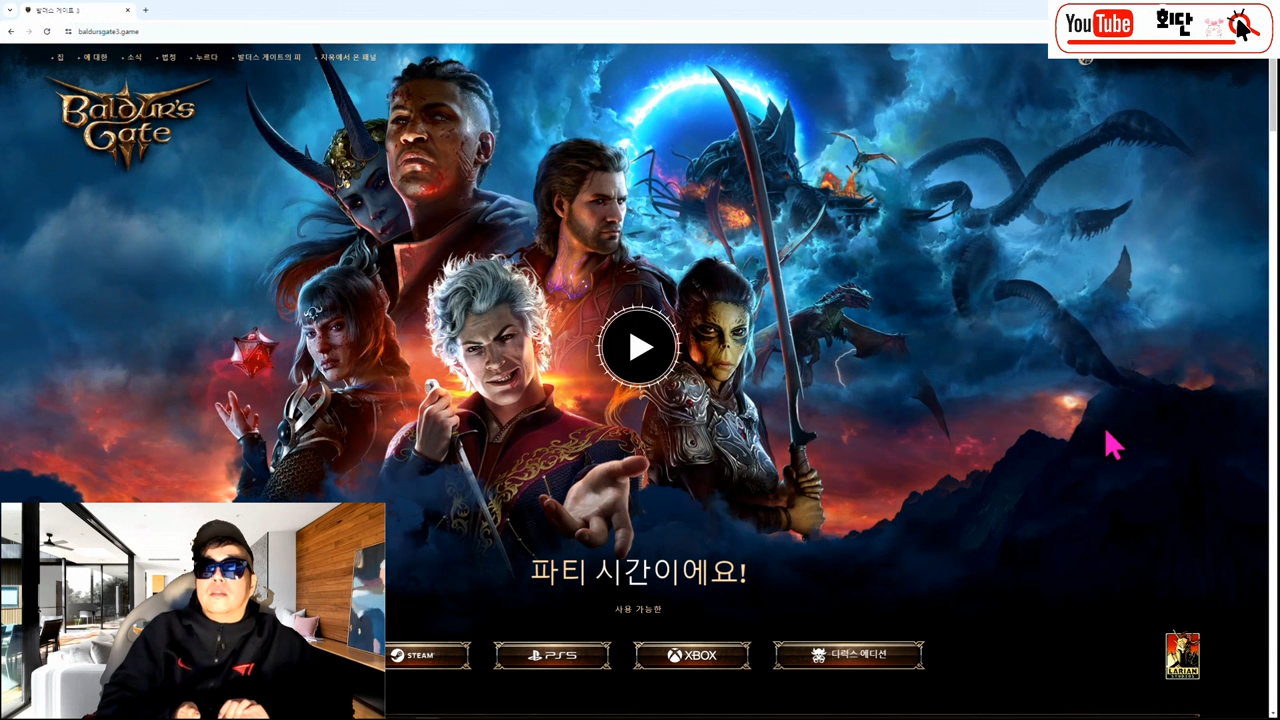 발더스 게이트 3
baldursgate3.game
YouTube 회단
집 에 대한 소식 법정 누르다 발더스 게이트의 피 지옥에서 온 패널
Baldur's
Gate
파티 시간이에요!
사용 가능한
STEAM PS5 XBOX 디럭스 에디션
LARIAN
STUDIOS